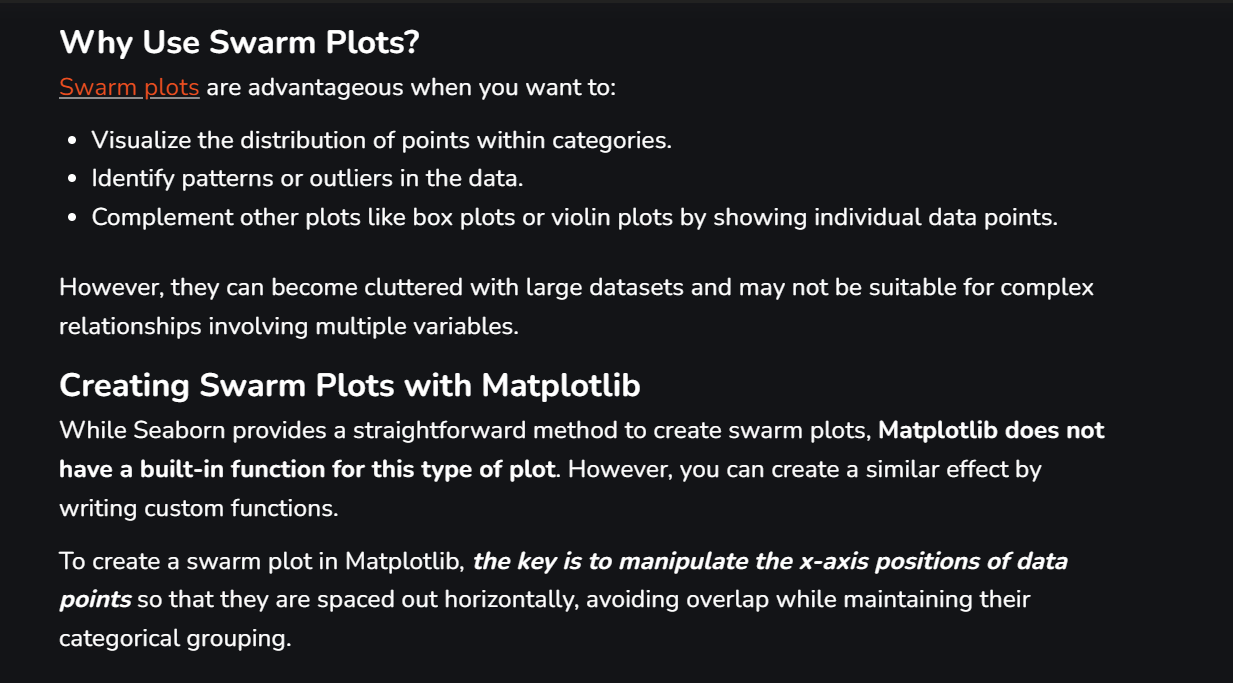 Why Use Swarm Plots?
Swarm plots are advantageous when you want to:
• Visualize the distribution of points within categories.
• Identify patterns or outliers in the data.
• Complement other plots like box plots or violin plots by showing individual data points.
However, they can become cluttered with large datasets and may not be suitable for complex
relationships involving multiple variables.
Creating Swarm Plots with Matplotlib
While Seaborn provides a straightforward method to create swarm plots, Matplotlib does not
have a built-in function for this type of plot. However, you can create a similar effect by
writing custom functions.
To create a swarm plot in Matplotlib, the key is to manipulate the x-axis positions of data
points so that they are spaced out horizontally, avoiding overlap while maintaining their
categorical grouping.